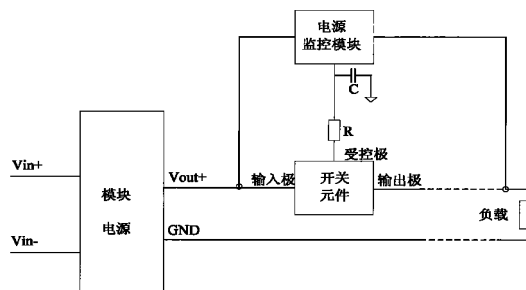 电源
监控模块
C
R
受控极
Vin+
Vout+
输入极
开关
元件
输出极
模块
电源
负载
Vin-
GND